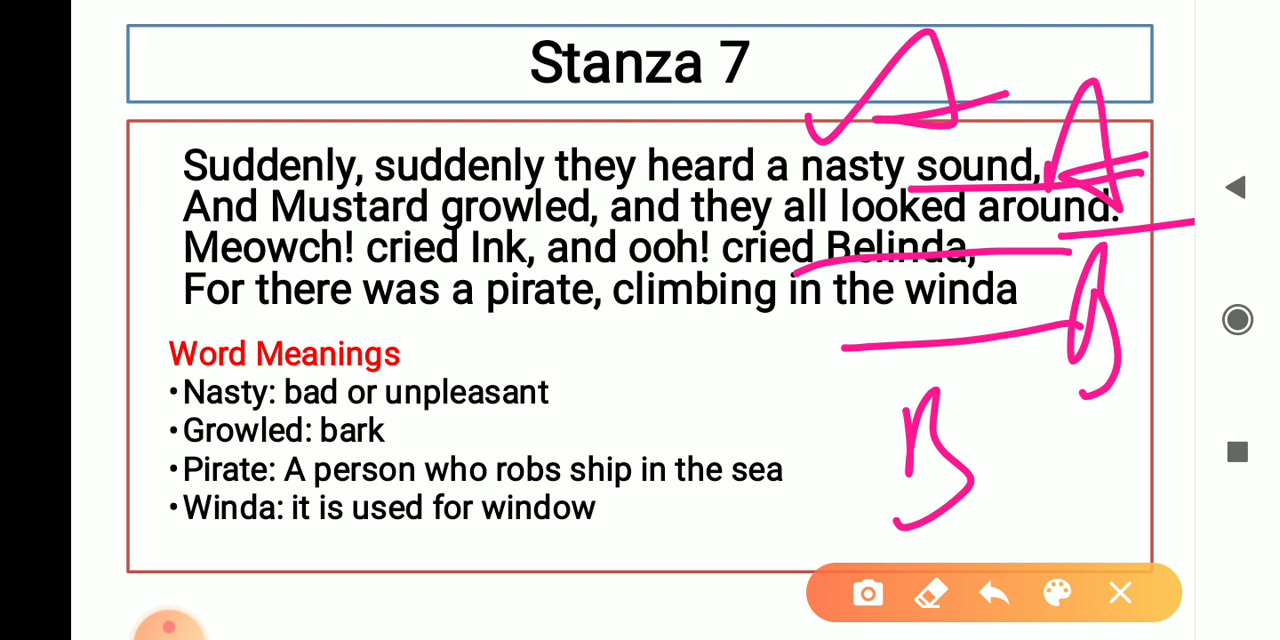 Stanza 7
A
Suddenly, suddenly they heard a nasty sound,
A
And Mustard growled, and they all looked around.
Meowch! cried Ink, and ooh! cried Belinda,
B
For there was a pirate, climbing in the winda
Word Meanings
•Nasty: bad or unpleasant
•Growled: bark
B
•Pirate: A person who robs ship in the sea
•Winda: it is used for window